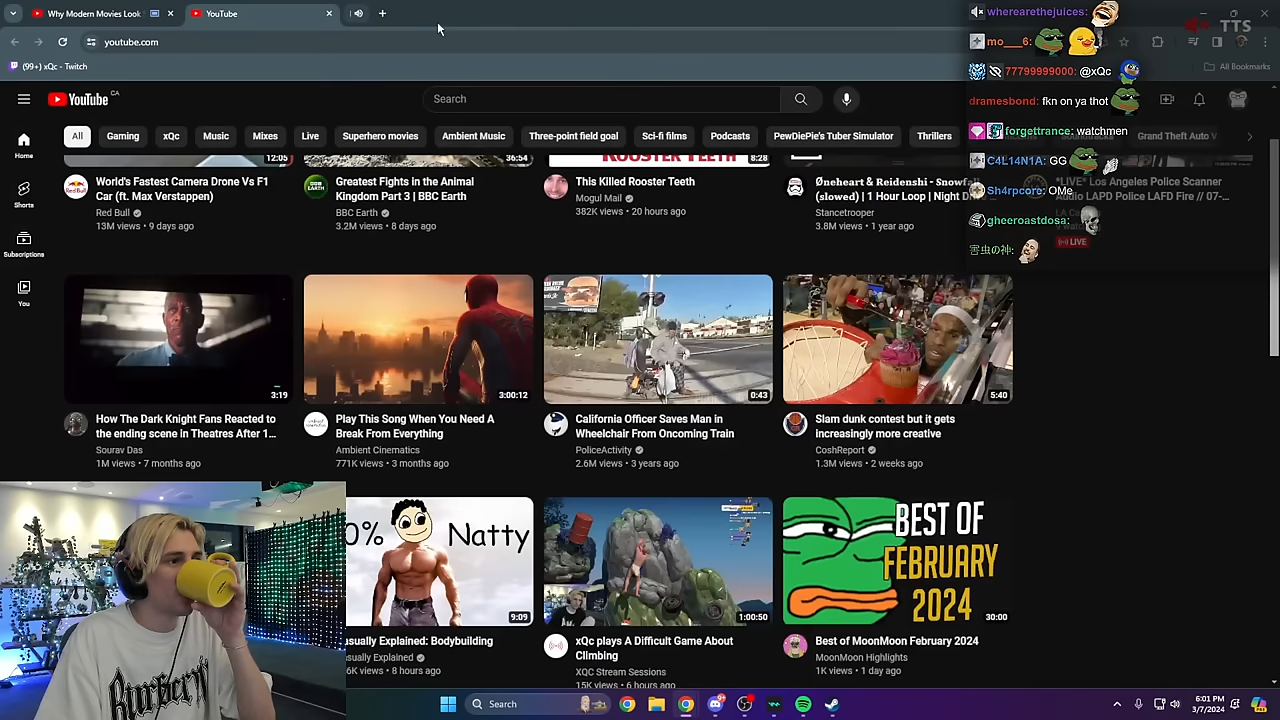 Why Modern Movies Look
YouTube
youtube.com
(99+) xQc - Twitch
All Bookmarks
TTS
wherearethejuices:
mo___6:
77799999000: @xQc
dramesbond: fkn on ya thot
forgettrance: watchmen
C4L14N1A: GG
Sh4rpcore: OMe
gheeroastdosa:
害虫の神:
YouTube CA
Search
All
Gaming
xQc
Music
Mixes
Live
Superhero movies
Ambient Music
Three-point field goal
Sci-fi films
Podcasts
PewDiePie's Tuber Simulator
Thrillers
Grand Theft Auto V
Home
Shorts
Subscriptions
You
12:05
36:54
ROOSTER TEETH
8:28
World's Fastest Camera Drone Vs F1
Car (ft. Max Verstappen)
Red Bull
13M views • 9 days ago
Greatest Fights in the Animal
Kingdom Part 3 | BBC Earth
BBC Earth
3.2M views • 8 days ago
This Killed Rooster Teeth
Mogul Mail
382K views • 20 hours ago
Øneheart & Reidenshi - Snowfall
(slowed) | 1 Hour Loop | Night D
Stancetrooper
3.8M views • 1 year ago
*LIVE* Los Angeles Police Scanner
Audio LAPD Police LAFD Fire // 07-...
LIVE
3:19
3:00:12
0:43
5:40
How The Dark Knight Fans Reacted to
the ending scene in Theatres After 1...
Sourav Das
1M views • 7 months ago
Play This Song When You Need A
Break From Everything
Ambient Cinematics
771K views • 3 months ago
California Officer Saves Man in
Wheelchair From Oncoming Train
PoliceActivity
2.6M views • 3 years ago
Slam dunk contest but it gets
increasingly more creative
CoshReport
1.3M views • 2 weeks ago
0% Natty
9:09
1:00:50
BEST OF
FEBRUARY
2024
30:00
sually Explained: Bodybuilding
sually Explained
6K views • 8 hours ago
xQc plays A Difficult Game About
Climbing
XQC Stream Sessions
15K views • 6 hours ago
Best of MoonMoon February 2024
MoonMoon Highlights
1K views • 1 day ago
Search
6:01 PM
3/7/2024